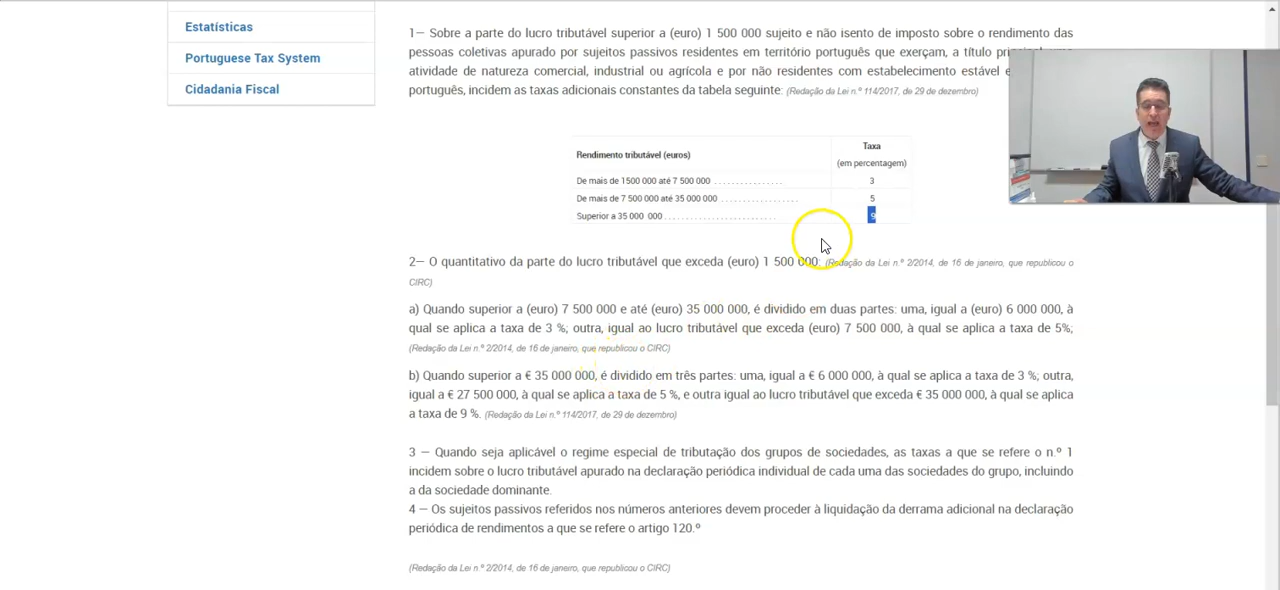 Estatísticas
Portuguese Tax System
Cidadania Fiscal
1— Sobre a parte do lucro tributável superior a (euro) 1 500 000 sujeito e não isento de imposto sobre o rendimento das
pessoas coletivas apurado por sujeitos passivos residentes em território português que exerçam, a título
atividade de natureza comercial, industrial ou agrícola e por não residentes com estabelecimento estável
português, incidem as taxas adicionais constantes da tabela seguinte: (Redação da Lei n.º 114/2017, de 29 de dezembro)
Rendimento tributável (euros)
Taxa
(em percentagem)
De mais de 1500 000 até 7 500 000 . . . . . . . . . . . . . . . . 3
De mais de 7 500 000 até 35 000 000 . . . . . . . . . . . . . . . . . . 5
Superior a 35 000 000 . . . . . . . . . . . . . . . . . . . . . . . . . 9
2— O quantitativo da parte do lucro tributável que exceda (euro) 1 500 000: (Redação da Lei n.º 2/2014, de 16 de janeiro, que republicou o
CIRC)
a) Quando superior a (euro) 7 500 000 e até (euro) 35 000 000, é dividido em duas partes: uma, igual a (euro) 6 000 000, à
qual se aplica a taxa de 3 %; outra, igual ao lucro tributável que exceda (euro) 7 500 000, à qual se aplica a taxa de 5%;
(Redação da Lei n.º 2/2014, de 16 de janeiro, que republicou o CIRC)
b) Quando superior a € 35 000 000, é dividido em três partes: uma, igual a € 6 000 000, à qual se aplica a taxa de 3 %; outra,
igual a € 27 500 000, à qual se aplica a taxa de 5 %, e outra igual ao lucro tributável que exceda € 35 000 000, à qual se aplica
a taxa de 9 %. (Redação da Lei n.º 114/2017, de 29 de dezembro)
3 — Quando seja aplicável o regime especial de tributação dos grupos de sociedades, as taxas a que se refere o n.º 1
incidem sobre o lucro tributável apurado na declaração periódica individual de cada uma das sociedades do grupo, incluindo
a da sociedade dominante.
4 — Os sujeitos passivos referidos nos números anteriores devem proceder à liquidação da derrama adicional na declaração
periódica de rendimentos a que se refere o artigo 120.º
(Redação da Lei n.º 2/2014, de 16 de janeiro, que republicou o CIRC)